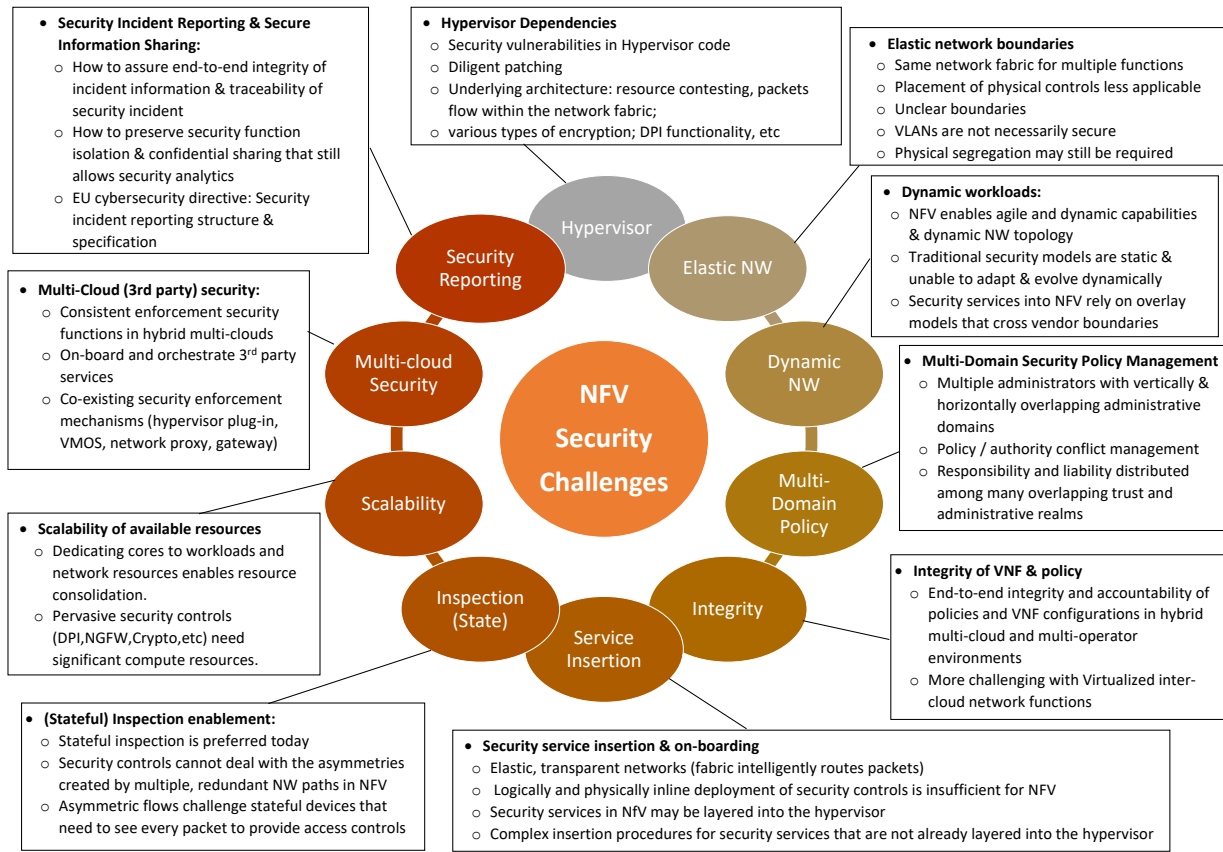 • Security Incident Reporting & Secure
Information Sharing:
o How to assure end-to-end integrity of
incident information & traceability of
security incident
o How to preserve security function
isolation & confidential sharing that still
allows security analytics
o EU cybersecurity directive: Security
incident reporting structure &
specification
• Hypervisor Dependencies
o Security vulnerabilities in Hypervisor code
o Diligent patching
o Underlying architecture: resource contesting, packets
flow within the network fabric;
o various types of encryption; DPI functionality, etc
• Elastic network boundaries
o Same network fabric for multiple functions
o Placement of physical controls less applicable
o Unclear boundaries
o VLANs are not necessarily secure
o Physical segregation may still be required
• Dynamic workloads:
o NFV enables agile and dynamic capabilities
& dynamic NW topology
o Traditional security models are static &
unable to adapt & evolve dynamically
o Security services into NFV rely on overlay
models that cross vendor boundaries
• Multi-Cloud (3rd party) security:
o Consistent enforcement security
functions in hybrid multi-clouds
o On-board and orchestrate 3rd party
services
o Co-existing security enforcement
mechanisms (hypervisor plug-in,
VMOS, network proxy, gateway)
• Multi-Domain Security Policy Management
o Multiple administrators with vertically &
horizontally overlapping administrative
domains
o Policy / authority conflict management
o Responsibility and liability distributed
among many overlapping trust and
administrative realms
• Scalability of available resources
o Dedicating cores to workloads and
network resources enables resource
consolidation.
o Pervasive security controls
(DPI,NGFW,Crypto,etc) need
significant compute resources.
• Integrity of VNF & policy
o End-to-end integrity and accountability of
policies and VNF configurations in hybrid
multi-cloud and multi-operator
environments
o More challenging with Virtualized inter-
cloud network functions
• (Stateful) Inspection enablement:
o Stateful inspection is preferred today
o Security controls cannot deal with the asymmetries
created by multiple, redundant NW paths in NFV
o Asymmetric flows challenge stateful devices that
need to see every packet to provide access controls
• Security service insertion & on-boarding
o Elastic, transparent networks (fabric intelligently routes packets)
o Logically and physically inline deployment of security controls is insufficient for NFV
o Security services in NfV may be layered into the hypervisor
o Complex insertion procedures for security services that are not already layered into the hypervisor
Hypervisor
Elastic NW
Dynamic
NW
Multi-
Domain
Policy
Integrity
Service
Insertion
Inspection
(State)
Scalability
Multi-cloud
Security
Security
Reporting
NFV
Security
Challenges